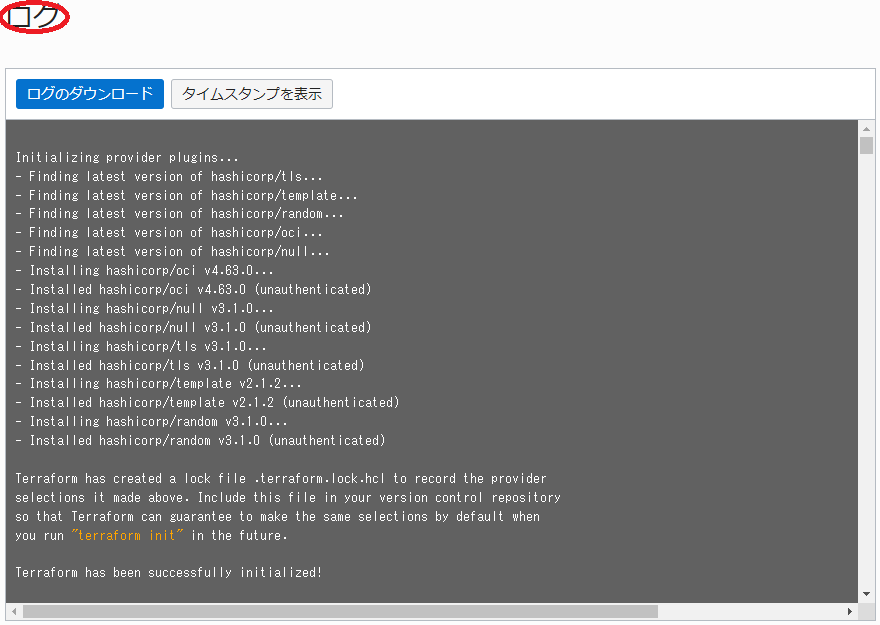 ログ
ログのダウンロード タイムスタンプを表示
Initializing provider plugins...
- Finding latest version of hashicorp/tls...
- Finding latest version of hashicorp/template...
- Finding latest version of hashicorp/random...
- Finding latest version of hashicorp/oci...
- Finding latest version of hashicorp/null...
- Installing hashicorp/oci v4.63.0...
- Installed hashicorp/oci v4.63.0 (unauthenticated)
- Installing hashicorp/null v3.1.0...
- Installed hashicorp/null v3.1.0 (unauthenticated)
- Installing hashicorp/tls v3.1.0...
- Installed hashicorp/tls v3.1.0 (unauthenticated)
- Installing hashicorp/template v2.1.2...
- Installed hashicorp/template v2.1.2 (unauthenticated)
- Installing hashicorp/random v3.1.0...
- Installed hashicorp/random v3.1.0 (unauthenticated)
Terraform has created a lock file .terraform.lock.hcl to record the provider
selections it made above. Include this file in your version control repository
so that Terraform can guarantee to make the same selections by default when
you run "terraform init" in the future.
Terraform has been successfully initialized!